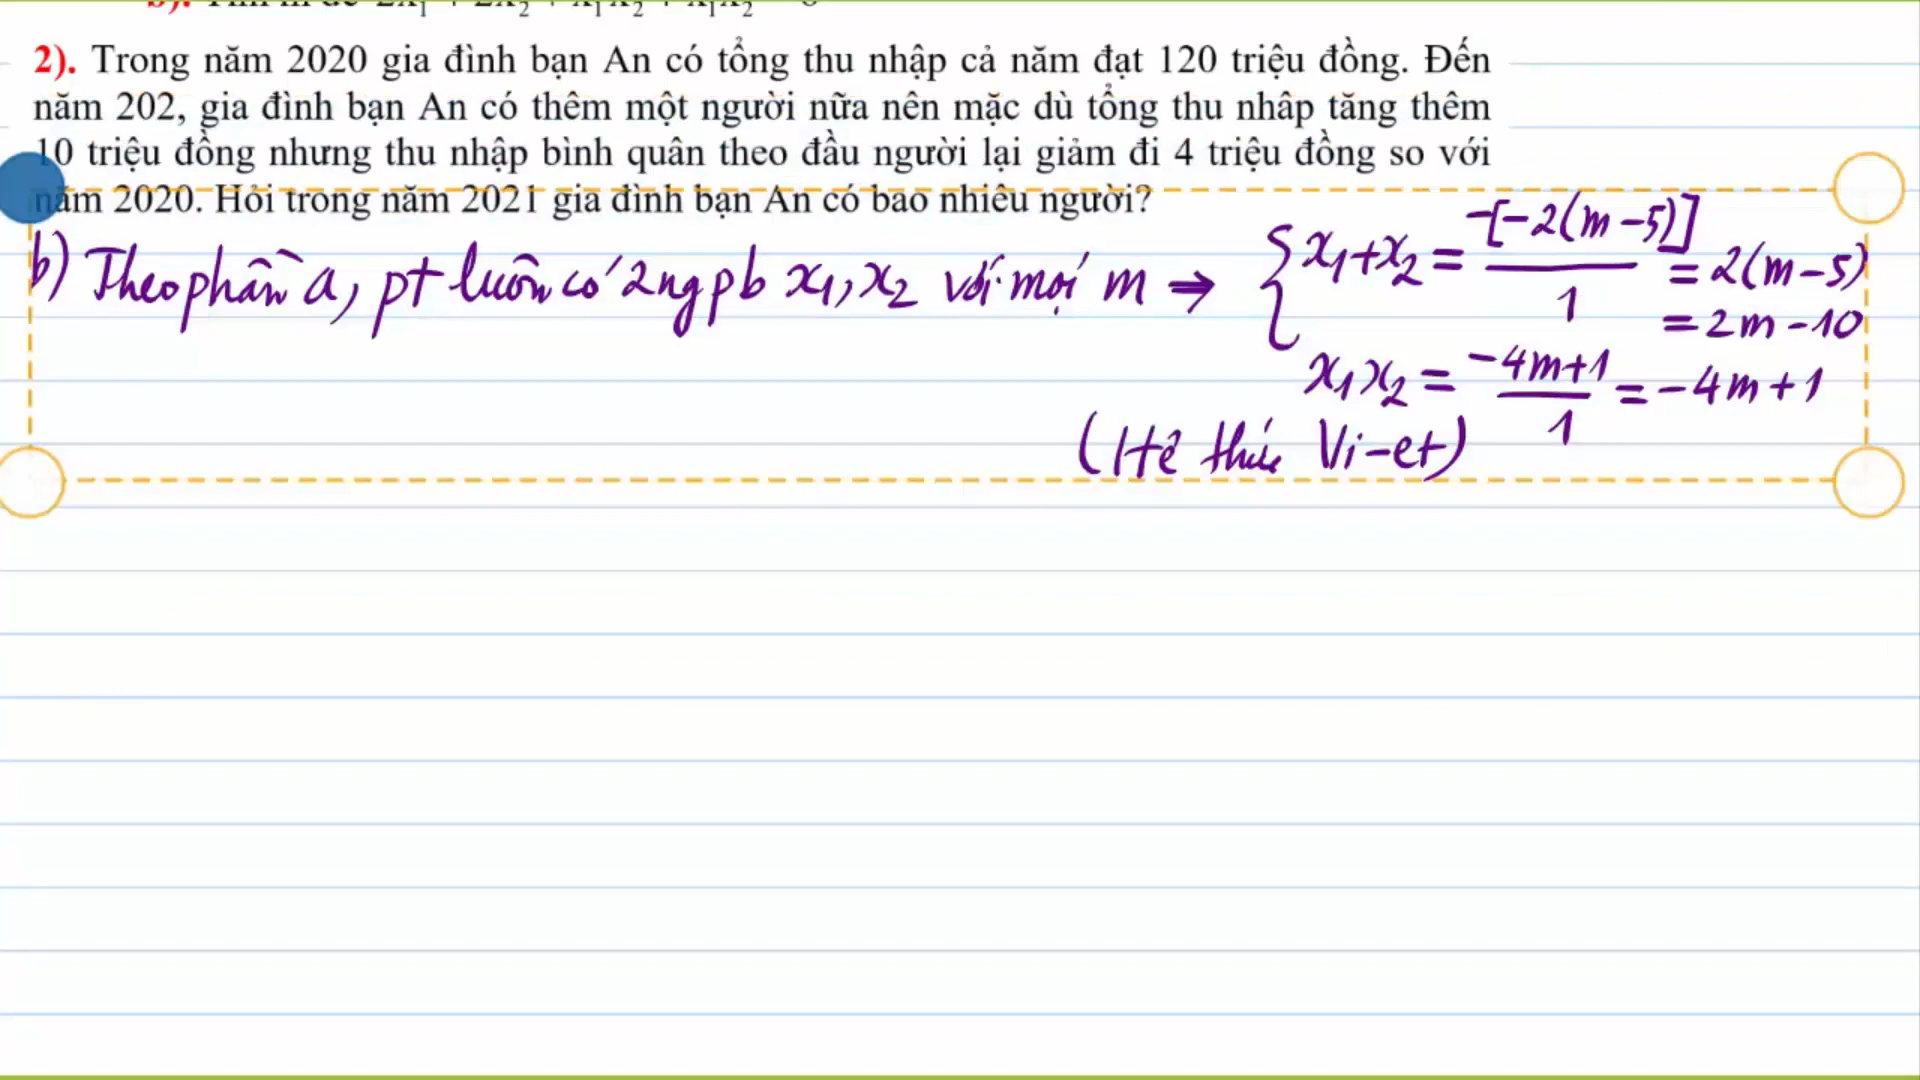 2). Trong năm 2020 gia đình bạn An có tổng thu nhập cả năm đạt 120 triệu đồng. Đến
năm 202, gia đình bạn An có thêm một người nữa nên mặc dù tổng thu nhâp tăng thêm
10 triệu đồng nhưng thu nhập bình quân theo đầu người lại giảm đi 4 triệu đồng so với
năm 2020. Hỏi trong năm 2021 gia đình bạn An có bao nhiêu người?
b) Theo phần a, pt luôn có 2 ng pb x₁, x₂ với mọi m ⇒ { x₁+x₂ = -[-2(m-5)]/1 = 2(m-5)
= 2m-10
x₁x₂ = -4m+1/1 = -4m+1
(Hê thức Vi-et)